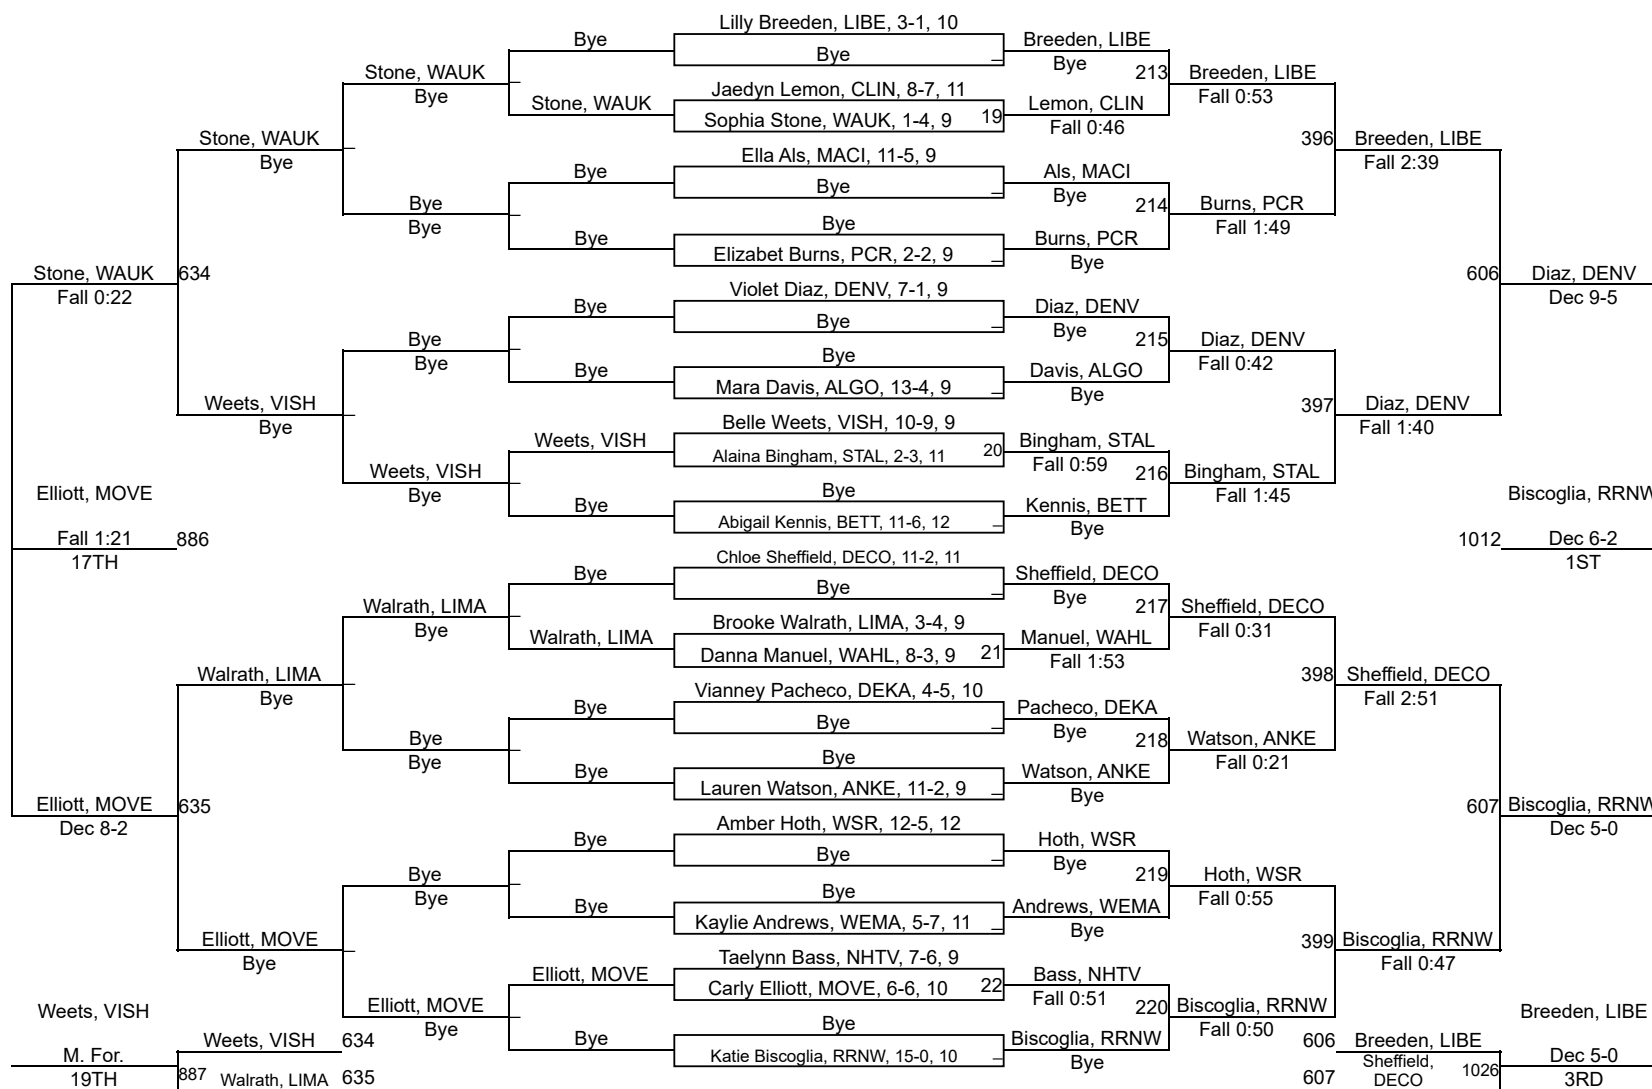 Lilly Breeden, LIBE, 3-1, 10
Bye
Breeden, LIBE
Bye
Stone, WAUK
Bye
213
Breeden, LIBE
Bye
Jaedyn Lemon, CLIN, 8-7, 11
Fall 0:53
Stone, WAUK
Sophia Stone, WAUK, 1-4, 9
19
Lemon, CLIN
Fall 0:46
Stone, WAUK
396
Breeden, LIBE
Bye
Ella Als, MACI, 11-5, 9
Fall 2:39
Bye
Bye
Als, MACI
Bye
Bye
214
Burns, PCR
Bye
Bye
Fall 1:49
Bye
Elizabet Burns, PCR, 2-2, 9
Burns, PCR
Bye
Stone, WAUK
634
606
Diaz, DENV
Fall 0:22
Violet Diaz, DENV, 7-1, 9
Dec 9-5
Bye
Bye
Diaz, DENV
Bye
Bye
215
Diaz, DENV
Bye
Bye
Fall 0:42
Bye
Mara Davis, ALGO, 13-4, 9
Davis, ALGO
Bye
Weets, VISH
397
Diaz, DENV
Bye
Belle Weets, VISH, 10-9, 9
Fall 1:40
Weets, VISH
Alaina Bingham, STAL, 2-3, 11
20
Bingham, STAL
Fall 0:59
Weets, VISH
216
Bingham, STAL
Bye
Bye
Fall 1:45
Elliott, MOVE
Biscoglia, RRNW
Bye
Abigail Kennis, BETT, 11-6, 12
Kennis, BETT
Bye
Fall 1:21
886
1012
Dec 6-2
17TH
Chloe Sheffield, DECO, 11-2, 11
1ST
Bye
Bye
Sheffield, DECO
Bye
Walrath, LIMA
217
Sheffield, DECO
Bye
Brooke Walrath, LIMA, 3-4, 9
Fall 0:31
Walrath, LIMA
Danna Manuel, WAHL, 8-3, 9
21
Manuel, WAHL
Fall 1:53
Walrath, LIMA
398
Sheffield, DECO
Bye
Vianney Pacheco, DEKA, 4-5, 10
Fall 2:51
Bye
Bye
Pacheco, DEKA
Bye
Bye
218
Watson, ANKE
Bye
Bye
Fall 0:21
Bye
Lauren Watson, ANKE, 11-2, 9
Watson, ANKE
Bye
Elliott, MOVE
635
607
Biscoglia, RRNW
Dec 8-2
Amber Hoth, WSR, 12-5, 12
Dec 5-0
Bye
Bye
Hoth, WSR
Bye
Bye
219
Hoth, WSR
Bye
Bye
Fall 0:55
Bye
Kaylie Andrews, WEMA, 5-7, 11
Andrews, WEMA
Bye
Elliott, MOVE
399
Biscoglia, RRNW
Bye
Taelynn Bass, NHTV, 7-6, 9
Fall 0:47
Elliott, MOVE
Carly Elliott, MOVE, 6-6, 10
22
Bass, NHTV
Fall 0:51
Elliott, MOVE
220
Biscoglia, RRNW
Bye
Bye
Fall 0:50
Weets, VISH
Breeden, LIBE
Bye
Katie Biscoglia, RRNW, 15-0, 10
Biscoglia, RRNW
Bye
Weets, VISH
634
606
Breeden, LIBE
M. For.
Dec 5-0
19TH
887
Walrath, LIMA
635
607
Sheffield,
DECO
1026
3RD